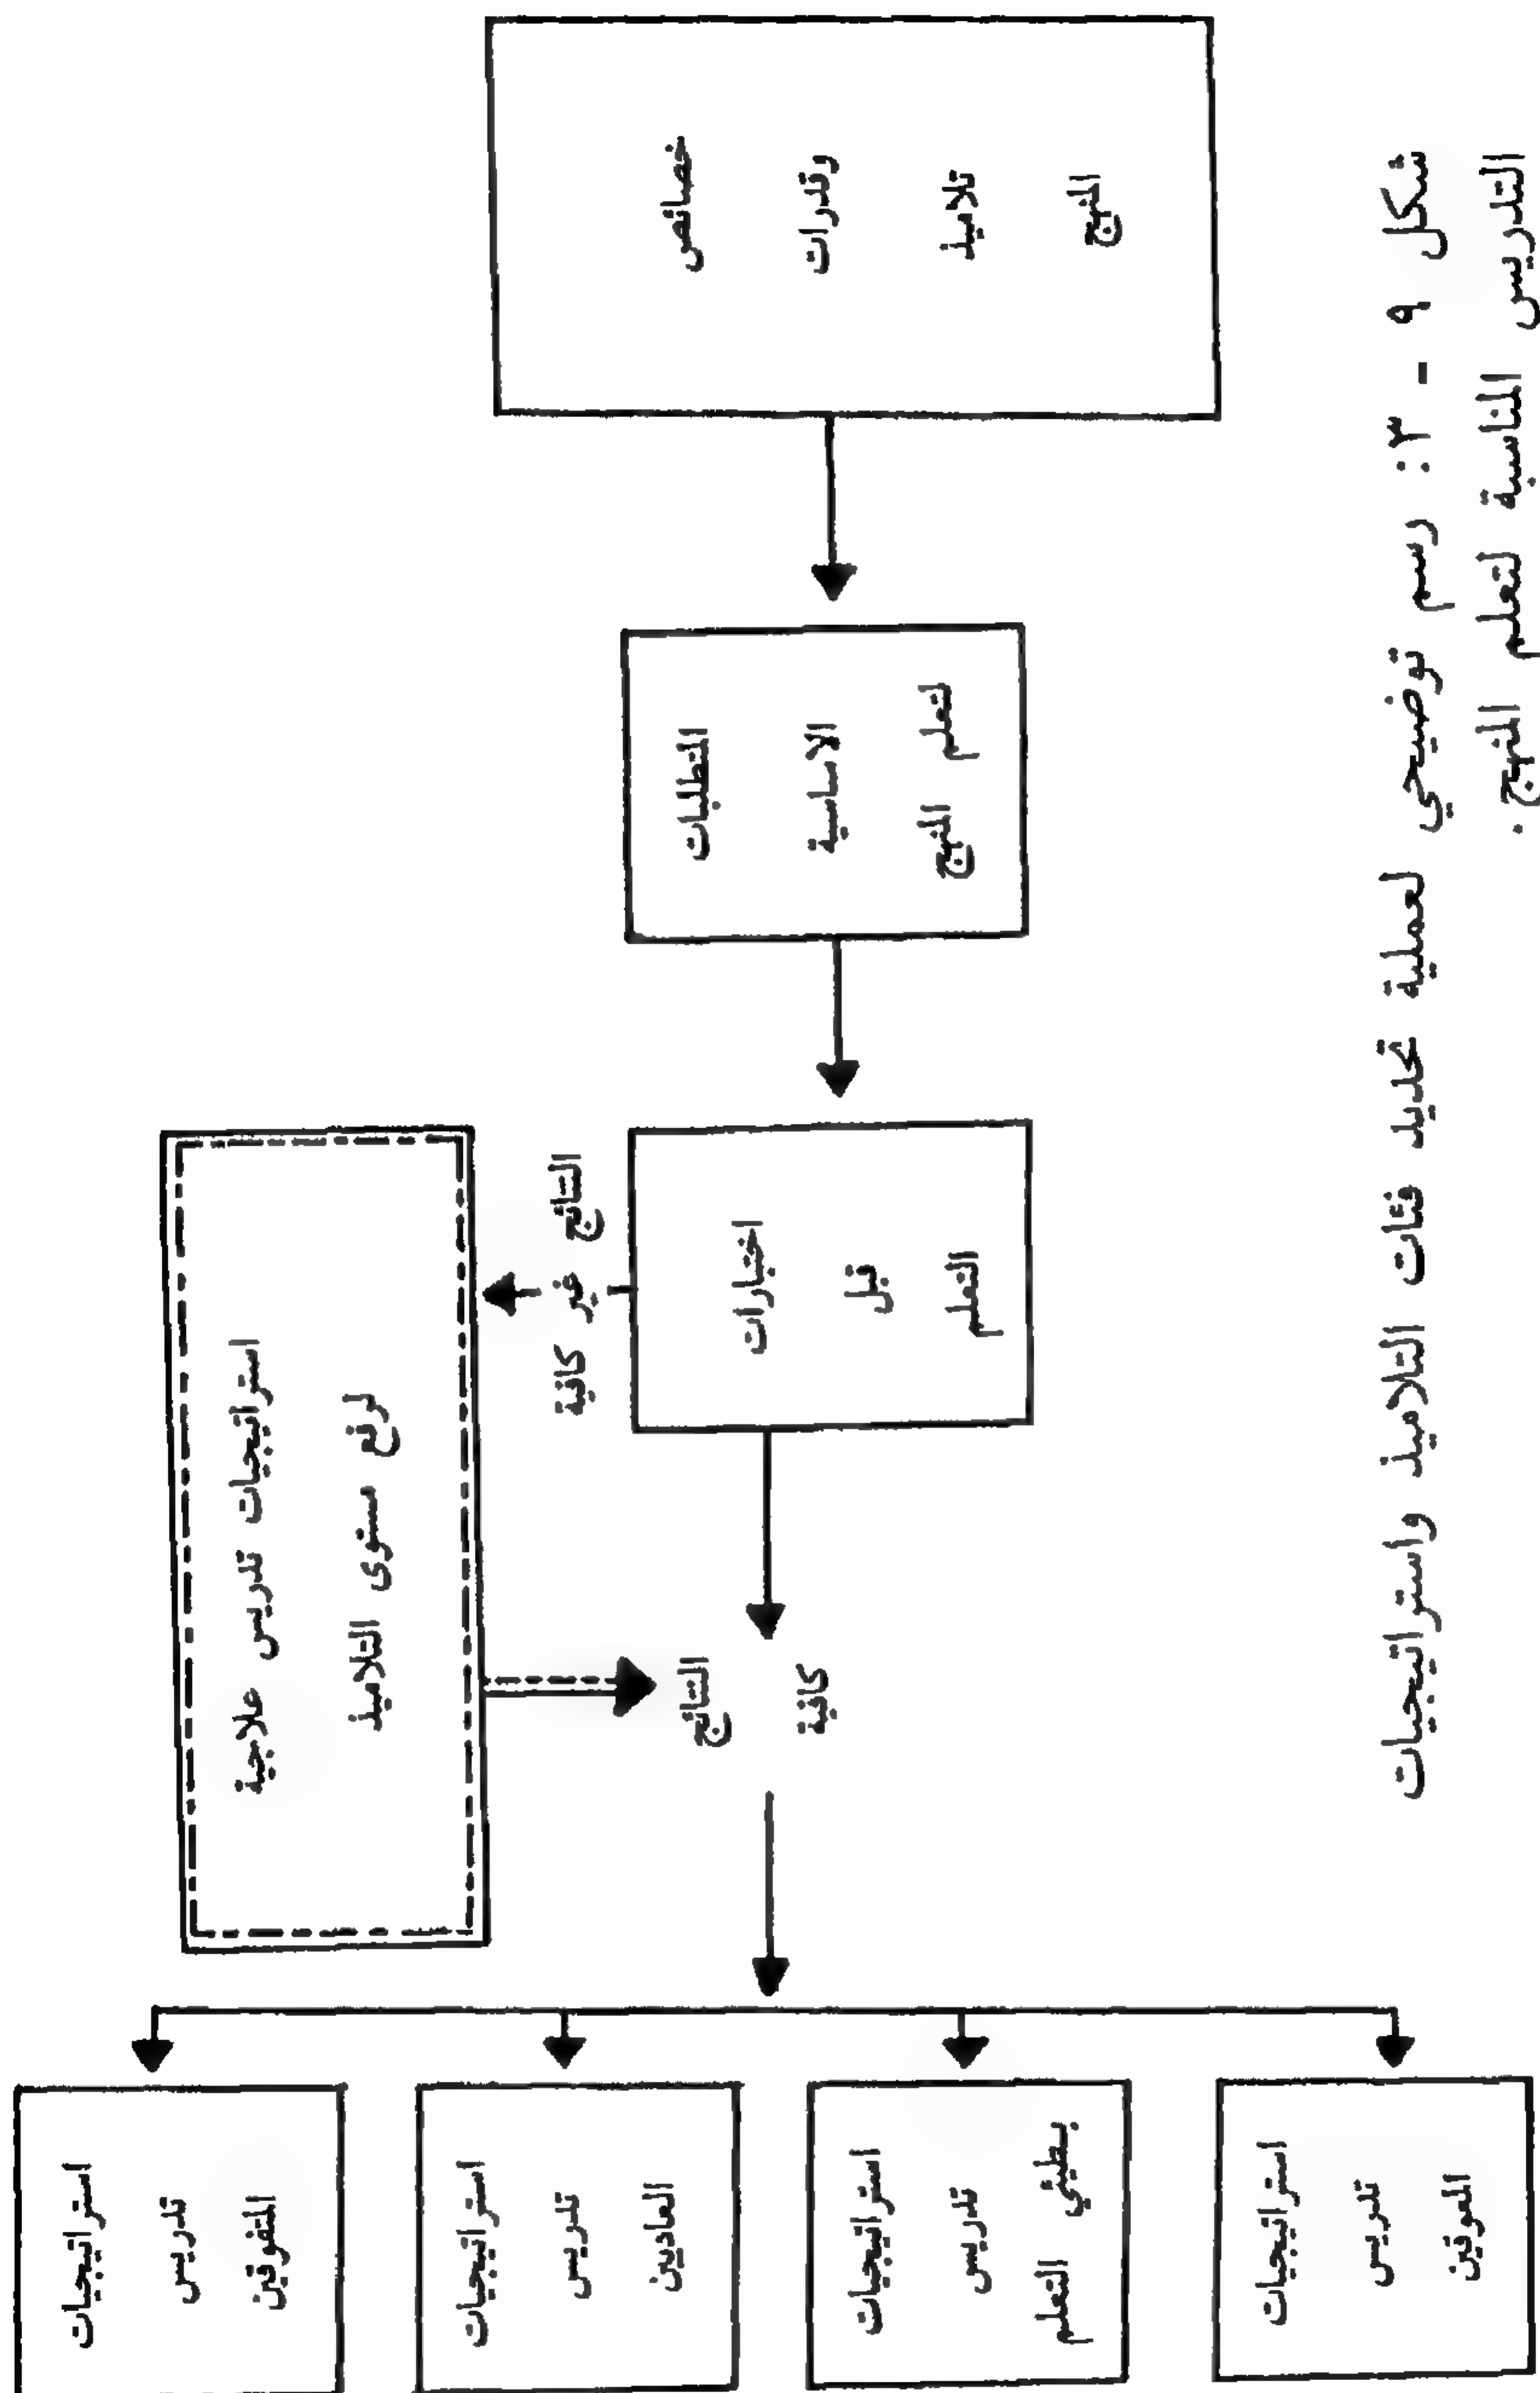 خصائص
وقدرات
تلاميذ
المنهج
المتطلبات
الاساسية
لتعلم المنهج
اختبارات
قبل
التعلم
النتائج غير كافية
استراتيجيات تدريس علاجية
لرفع مستوى التلاميذ
النتائج
كافية
استراتيجيات
تدريس
المتفوقين
استراتيجيات
تدريس
العاديين
استراتيجيات
تدريس
بطيئي التعلم
استراتيجيات
تدريس
المعوقين
شكل ٩ - ٣: رسم توضيحي لعملية تحديد فئات التلاميذ واستراتيجيات
التدريس المناسبة لتعلم المنهج.